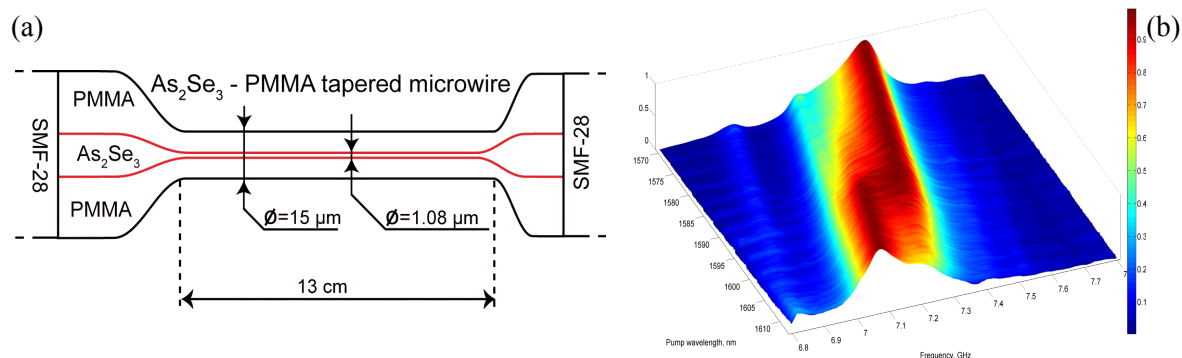 (a)
As2Se3 - PMMA tapered microwire
PMMA
SMF-28
As2Se3
SMF-28
PMMA
Ø=15 µm
Ø=1.08 µm
13 cm
(b)
1
0.5
0
1570
1575
1580
1585
1590
1595
1600
1605
1610
Pump wavelength, nm
6.8
6.9
7
7.1
7.2
7.3
7.4
7.5
7.6
7.7
Frequency, GHz
0.9
0.8
0.7
0.6
0.5
0.4
0.3
0.2
0.1